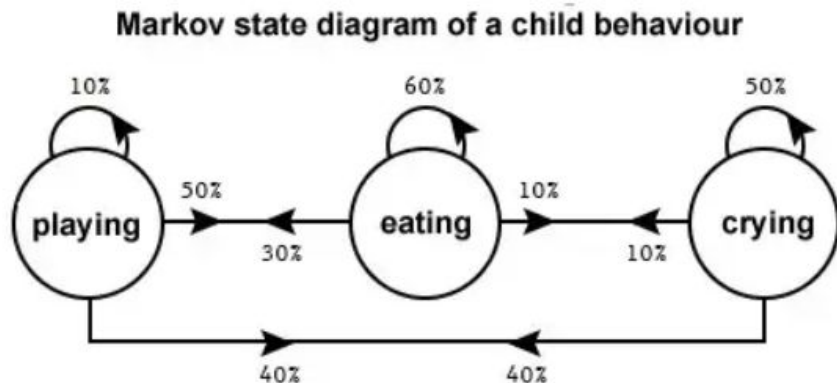 Markov state diagram of a child behaviour
10% 60% 50%
50% 10%
playing eating crying
30% 10%
40% 40%